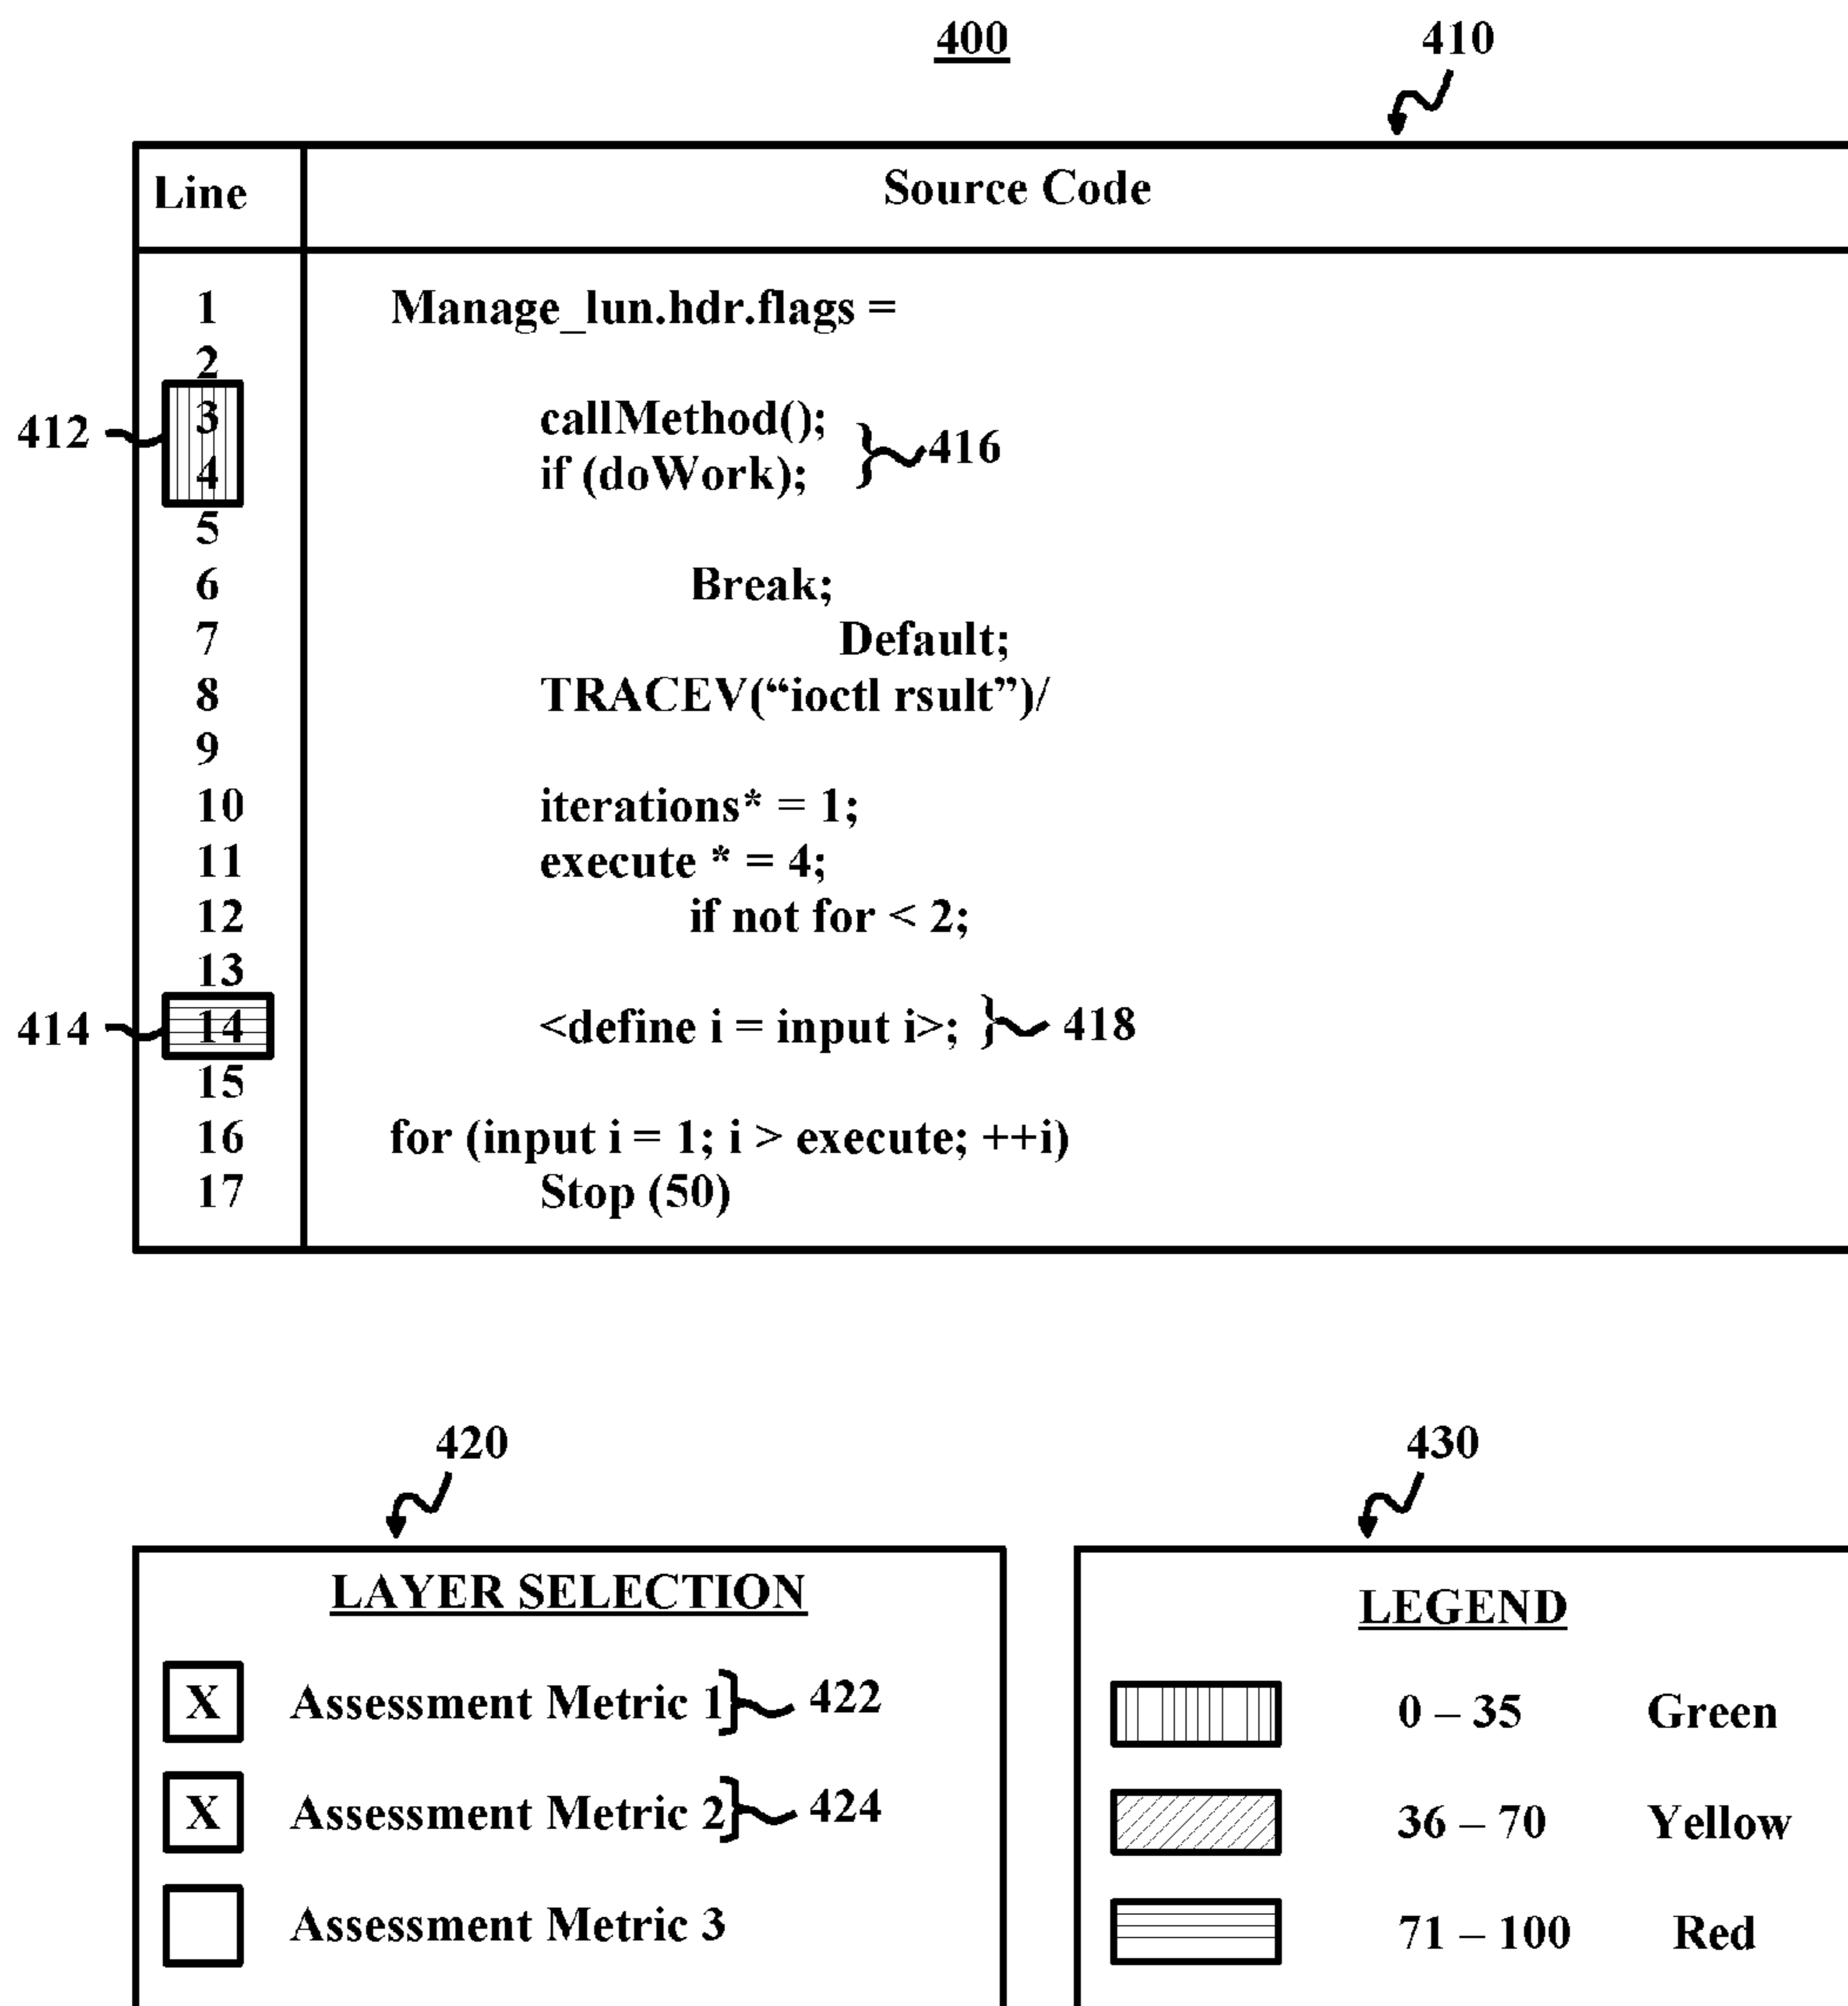 400
410
Line Source Code
1 Manage_lun.hdr.flags =
2
3 callMethod();
412
416
4 if (doWork);
5
6 Break;
7 Default;
8 TRACEV(“ioctl rsult”)/
9
10 iterations* = 1;
11 execute * = 4;
12 if not for < 2;
13
414 14 <define i = input i>; 418
15
16 for (input i = 1; i > execute; ++i)
17 Stop (50)
420
LAYER SELECTION
X Assessment Metric 1 422
X Assessment Metric 2 424
Assessment Metric 3
430
LEGEND
0 – 35 Green
36 – 70 Yellow
71 – 100 Red